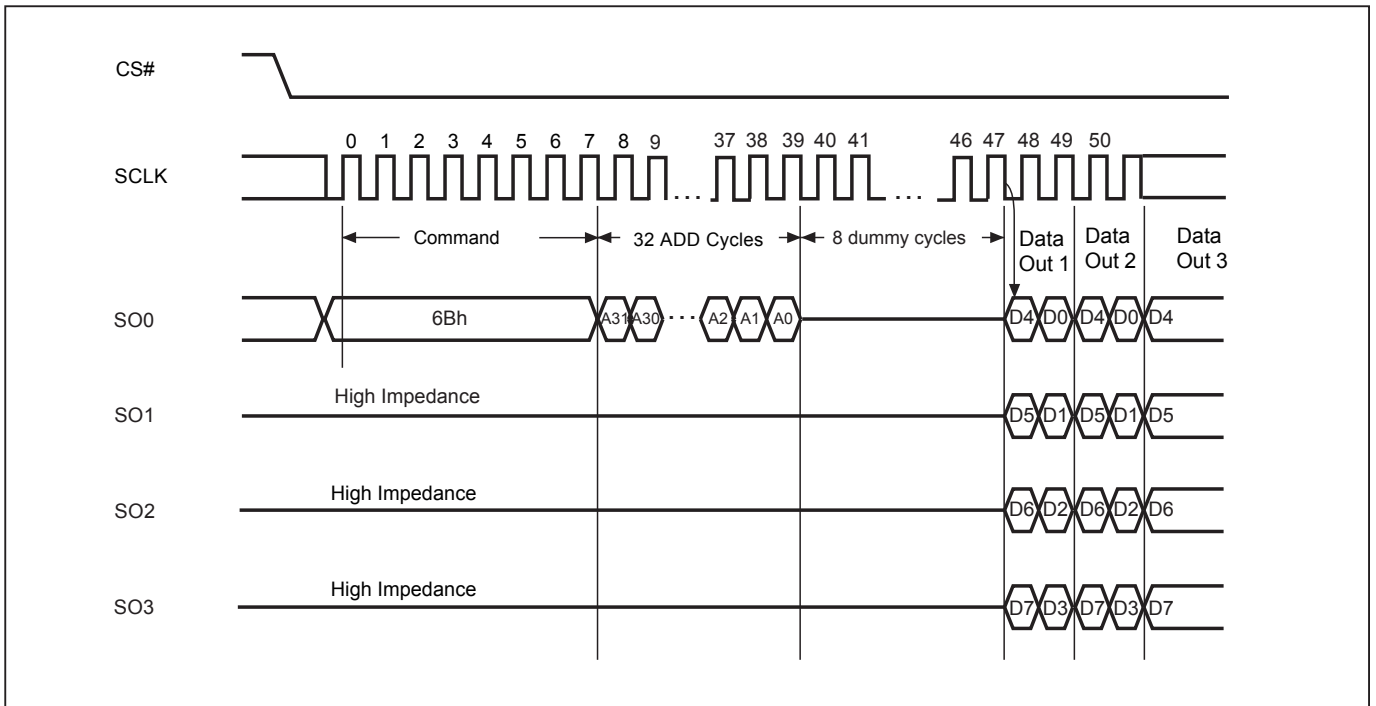 CS#
0 1 2 3 4 5 6 7 8 9 37 38 39 40 41 46 47 48 49 50
SCLK
Command 32 ADD Cycles 8 dummy cycles Data Out 1 Data Out 2 Data Out 3
SO0 6Bh A31 A30 A2 A1 A0 D4 D0 D4 D0 D4
High Impedance
SO1 D5 D1 D5 D1 D5
High Impedance
SO2 D6 D2 D6 D2 D6
High Impedance
SO3 D7 D3 D7 D3 D7